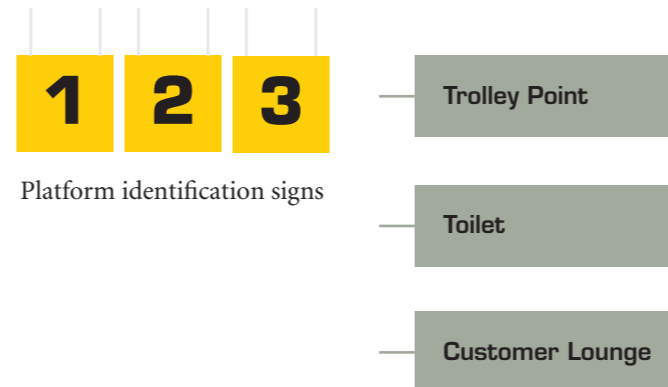 1 2 3
Platform identification signs
Trolley Point
Toilet
Customer Lounge